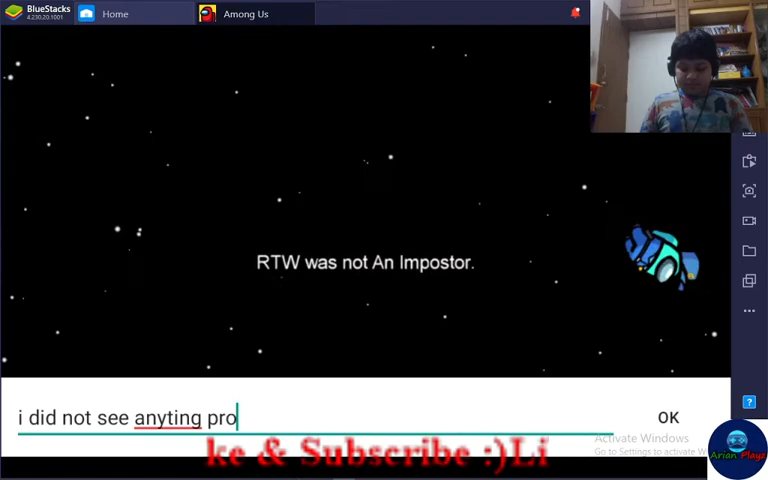 BlueStacks
4.230.20.1001
Home
Among Us
RTW was not An Impostor.
i did not see anyting pro
OK
Activate Windows
Go to Settings to activate W
ke & Subscribe :)Li
Arian Playz